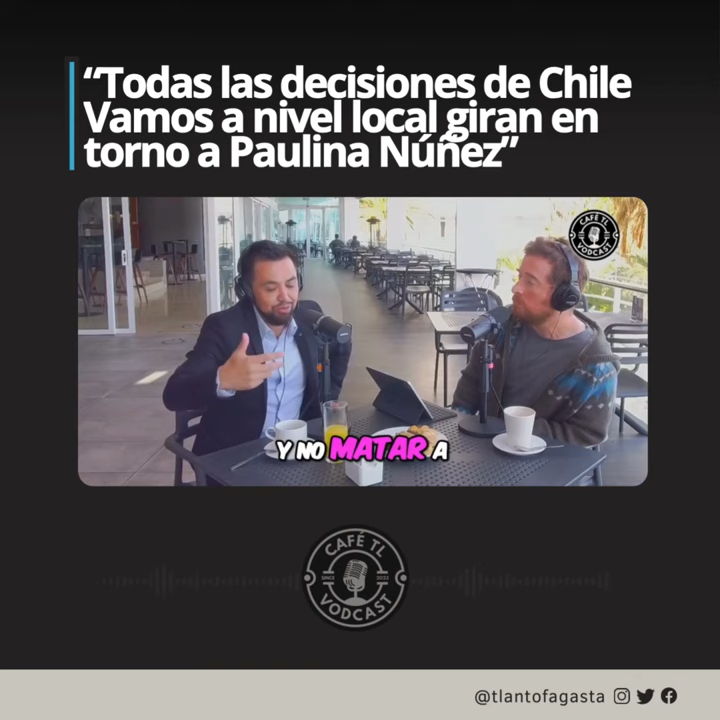 “Todas las decisiones de Chile
Vamos a nivel local giran en
torno a Paulina Núñez”
CAFÉ TL
VODCAST
Y NO MATAR A
CAFÉ TL
SINCE 2023
VODCAST
@tlantofagasta